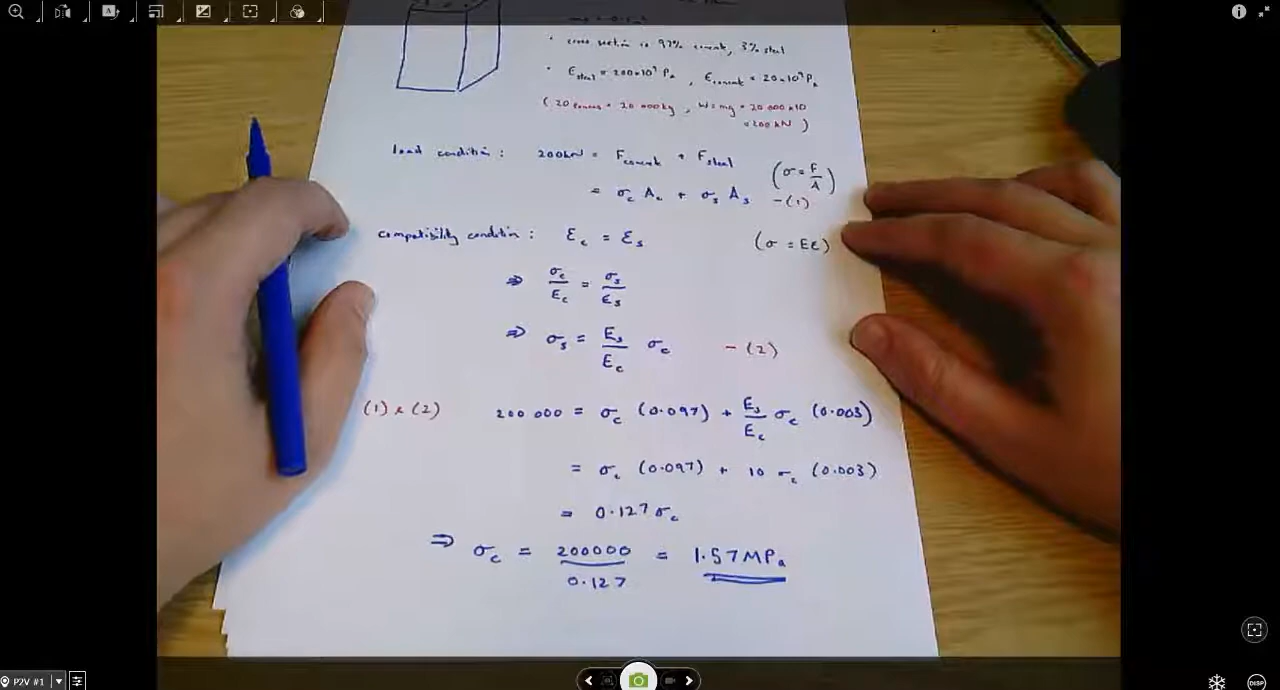 • cross section is 97% concrete, 3% steel
• E_steel = 200×10⁹ Pa , E_concrete = 20×10⁹ Pa
( 20 tonnes = 20 000 kg , W = mg = 20 000 × 10
= 200 kN )
load condition : 200kN = F_concrete + F_steel (σ = F/A)
= σ_c A_c + σ_s A_s - (1)
compatibility condition : ε_c = ε_s (σ = Eε)
⇒ σ_c/E_c = σ_s/E_s
⇒ σ_s = E_s/E_c σ_c - (2)
(1) & (2) 200 000 = σ_c (0.097) + E_s/E_c σ_c (0.003)
= σ_c (0.097) + 10 σ_c (0.003)
= 0.127 σ_c
⇒ σ_c = 200000/0.127 = 1.57 MPa
P2V #1
DISP